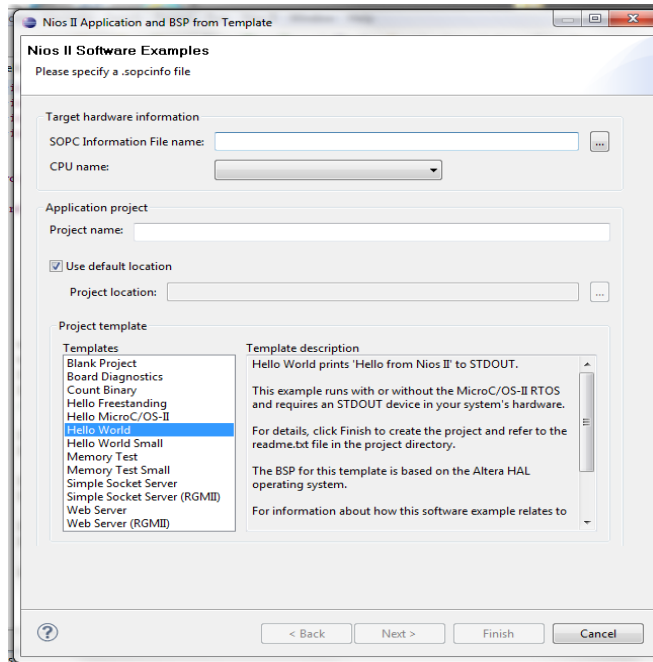 Nios II Application and BSP from Template
Nios II Software Examples
Please specify a .sopcinfo file
Target hardware information
SOPC Information File name:
...
CPU name:
Application project
Project name:
Use default location
Project location:
...
Project template
Templates
Blank Project
Board Diagnostics
Count Binary
Hello Freestanding
Hello MicroC/OS-II
Hello World
Hello World Small
Memory Test
Memory Test Small
Simple Socket Server
Simple Socket Server (RGMII)
Web Server
Web Server (RGMII)
Template description
Hello World prints 'Hello from Nios II' to STDOUT.
This example runs with or without the MicroC/OS-II RTOS
and requires an STDOUT device in your system's hardware.
For details, click Finish to create the project and refer to the
readme.txt file in the project directory.
The BSP for this template is based on the Altera HAL
operating system.
For information about how this software example relates to
?
< Back
Next >
Finish
Cancel